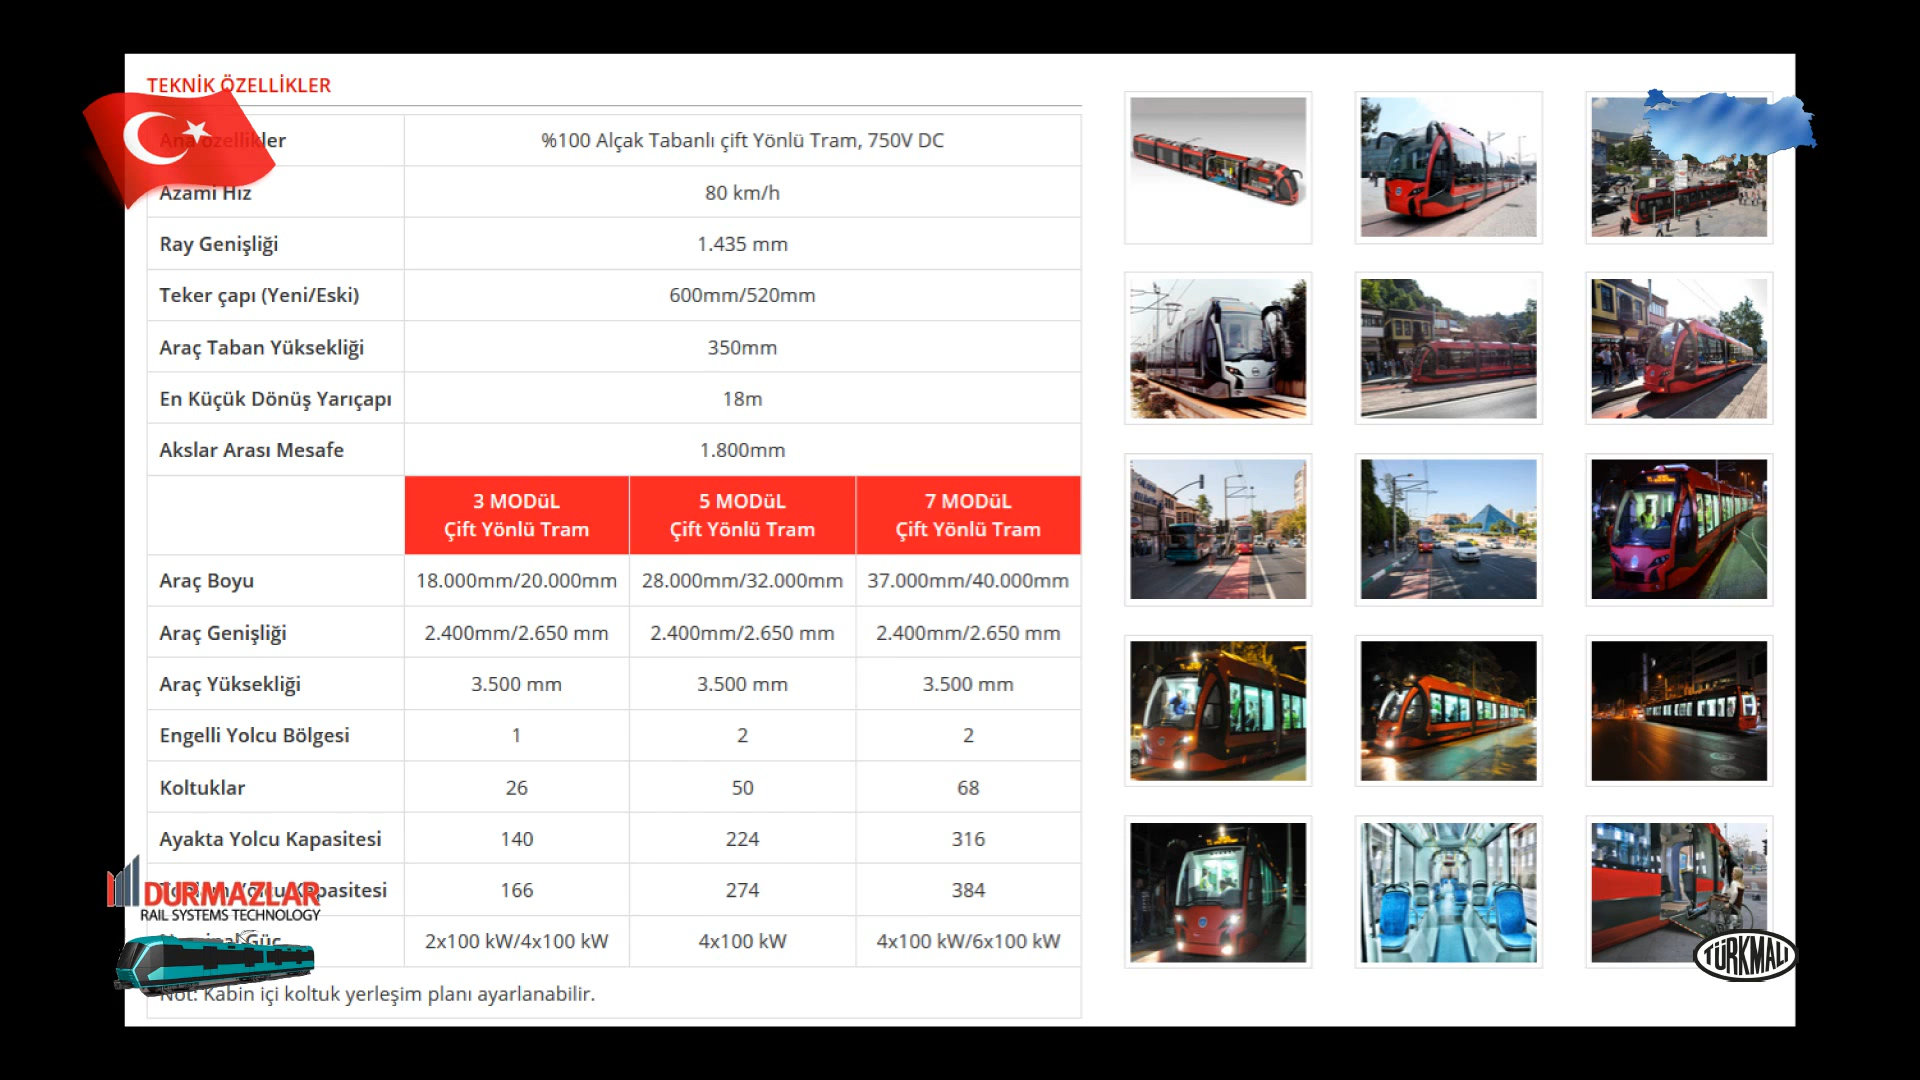 TEKNİK ÖZELLİKLER
Ana özellikler %100 Alçak Tabanlı çift Yönlü Tram, 750V DC
Azami Hız 80 km/h
Ray Genişliği 1.435 mm
Teker çapı (Yeni/Eski) 600mm/520mm
Araç Taban Yüksekliği 350mm
En Küçük Dönüş Yarıçapı 18m
Akslar Arası Mesafe 1.800mm
3 MODüL 5 MODüL 7 MODüL
Çift Yönlü Tram Çift Yönlü Tram Çift Yönlü Tram
Araç Boyu 18.000mm/20.000mm 28.000mm/32.000mm 37.000mm/40.000mm
Araç Genişliği 2.400mm/2.650 mm 2.400mm/2.650 mm 2.400mm/2.650 mm
Araç Yüksekliği 3.500 mm 3.500 mm 3.500 mm
Engelli Yolcu Bölgesi 1 2 2
Koltuklar 26 50 68
Ayakta Yolcu Kapasitesi 140 224 316
Yolcu Kapasitesi 166 274 384
DURMAZLAR
RAIL SYSTEMS TECHNOLOGY
Güç 2x100 kW/4x100 kW 4x100 kW 4x100 kW/6x100 kW
Not: Kabin içi koltuk yerleşim planı ayarlanabilir.
TÜRKMALI